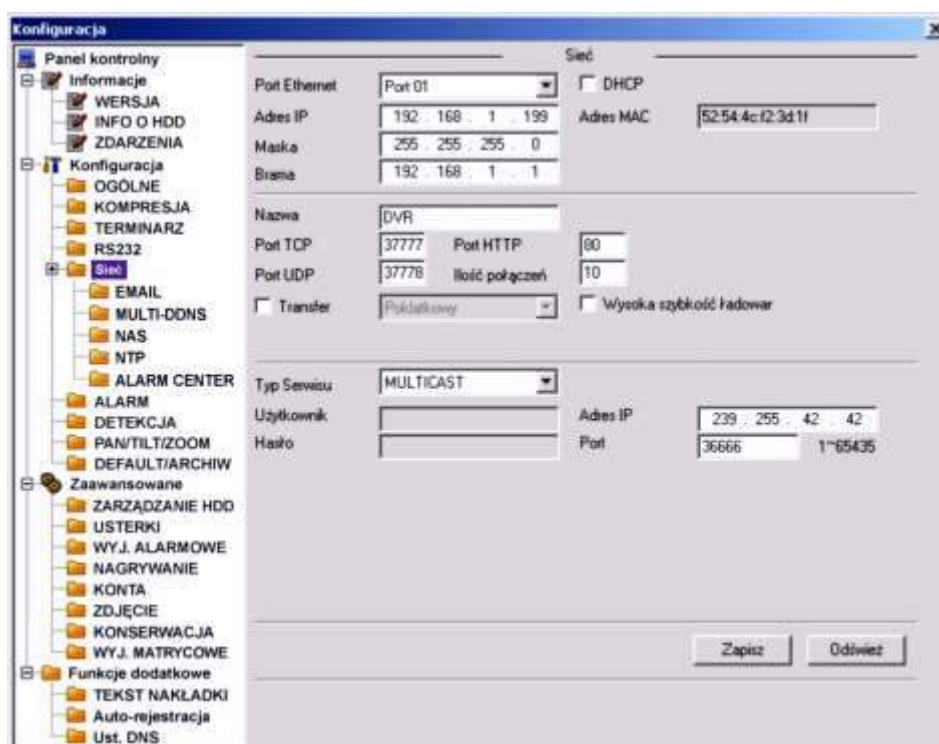 Konfiguracja
Panel kontrolny
Informacje
WERSJA
INFO O HDD
ZDARZENIA
Konfiguracja
OGÓLNE
KOMPRESJA
TERMINARZ
RS232
Sieć
EMAIL
MULTI-DDNS
NAS
NTP
ALARM CENTER
ALARM
DETEKCJA
PAN/TILT/ZOOM
DEFAULT/ARCHIW
Zaawansowane
ZARZĄDZANIE HDD
USTERKI
WYJ. ALARMOWE
NAGRYWANIE
KONTA
ZDJĘCIE
KONSERWACJA
WYJ. MATRYCOWE
Funkcje dodatkowe
TEKST NAKŁADKI
Auto-rejestracja
Ust. DNS
Sieć
Port Ethernet Port 01 DHCP
Adres IP 192 . 168 . 1 . 199 Adres MAC 52:54:4c:f2:3d:1f
Maska 255 . 255 . 255 . 0
Brama 192 . 168 . 1 . 1
Nazwa DVR
Port TCP 37777 Port HTTP 80
Port UDP 37778 Ilość połączeń 10
Transfer Poklatkowy Wysoka szybkość ładowar
Typ Serwisu MULTICAST
Użytkownik Adres IP 239 . 255 . 42 . 42
Hasło Port 36666 1~65435
Zapisz Odśwież